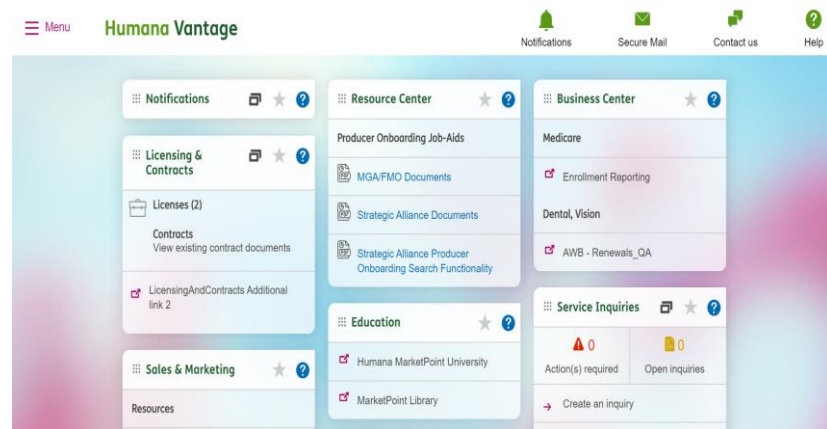 Menu
Humana Vantage
Notifications
Secure Mail
Contact us
Help
Notifications
Licensing &
Contracts
Licenses (2)
Contracts
View existing contract documents
LicensingAndContracts Additional
link 2
Sales & Marketing
Resources
Resource Center
Producer Onboarding Job-Aids
MGA/FMO Documents
Strategic Alliance Documents
Strategic Alliance Producer
Onboarding Search Functionality
Education
Humana MarketPoint University
MarketPoint Library
Business Center
Medicare
Enrollment Reporting
Dental, Vision
AWB - Renewals_QA
Service Inquiries
0
Action(s) required
0
Open inquiries
Create an inquiry